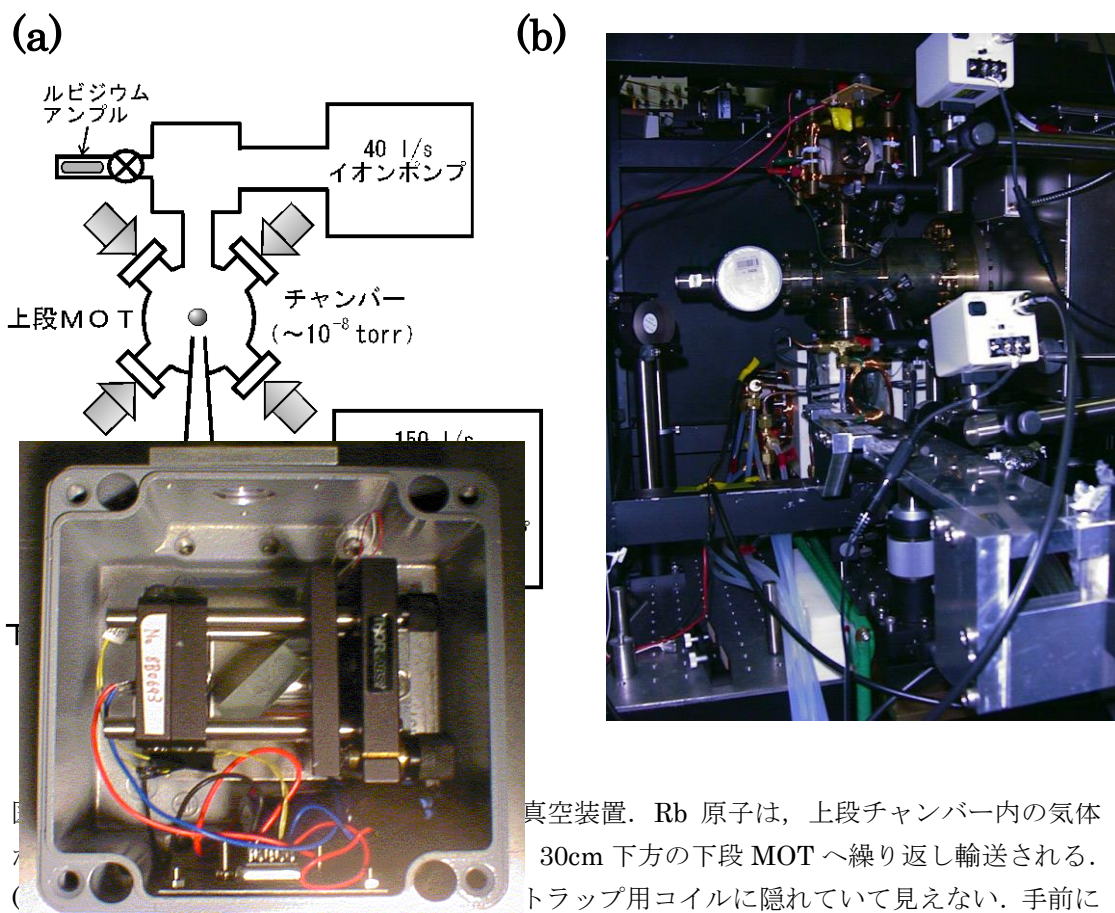 (a)
(b)
ルビジウム
アンプル
40 l/s
イオンポンプ
上段MOT
チャンバー
(~10⁻⁸ torr)
150 l/s
真空装置．Rb 原子は，上段チャンバー内の気体
30cm 下方の下段 MOT へ繰り返し輸送される．
トラップ用コイルに隠れていて見えない．手前に